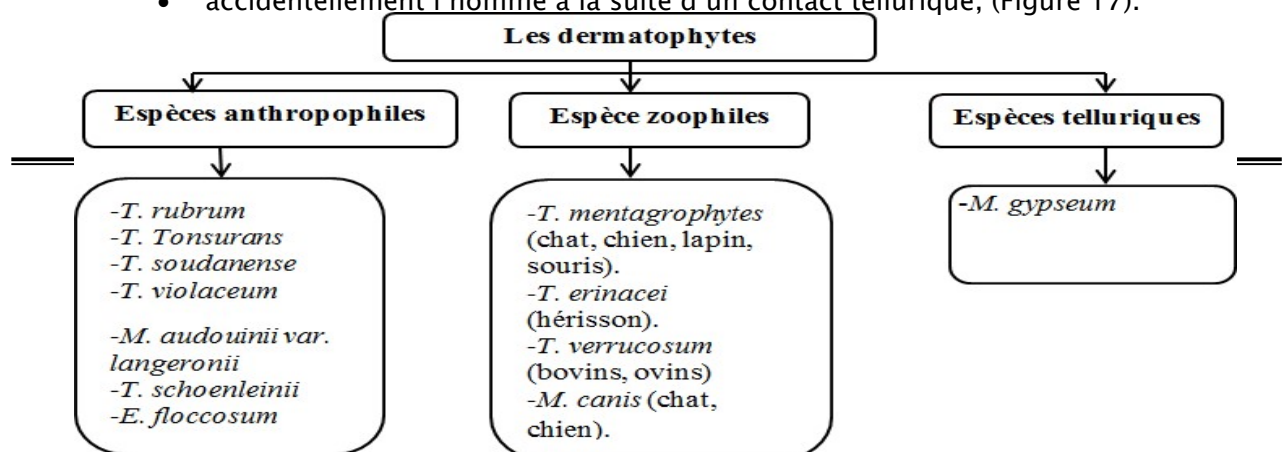 • accidentellement l'homme à la suite d'un contact tellurique, (Figure 17).
Les dermatophytes
Espèces anthropophiles
Espèce zoophiles
Espèces telluriques
-T. rubrum
-T. Tonsurans
-T. soudanense
-T. violaceum
-M. audouinii var.
langeronii
-T. schoenleinii
-E. floccosum
-T. mentagrophytes
(chat, chien, lapin,
souris).
-T. erinacei
(hérisson).
-T. verrucosum
(bovins, ovins)
-M. canis (chat,
chien).
-M. gypseum